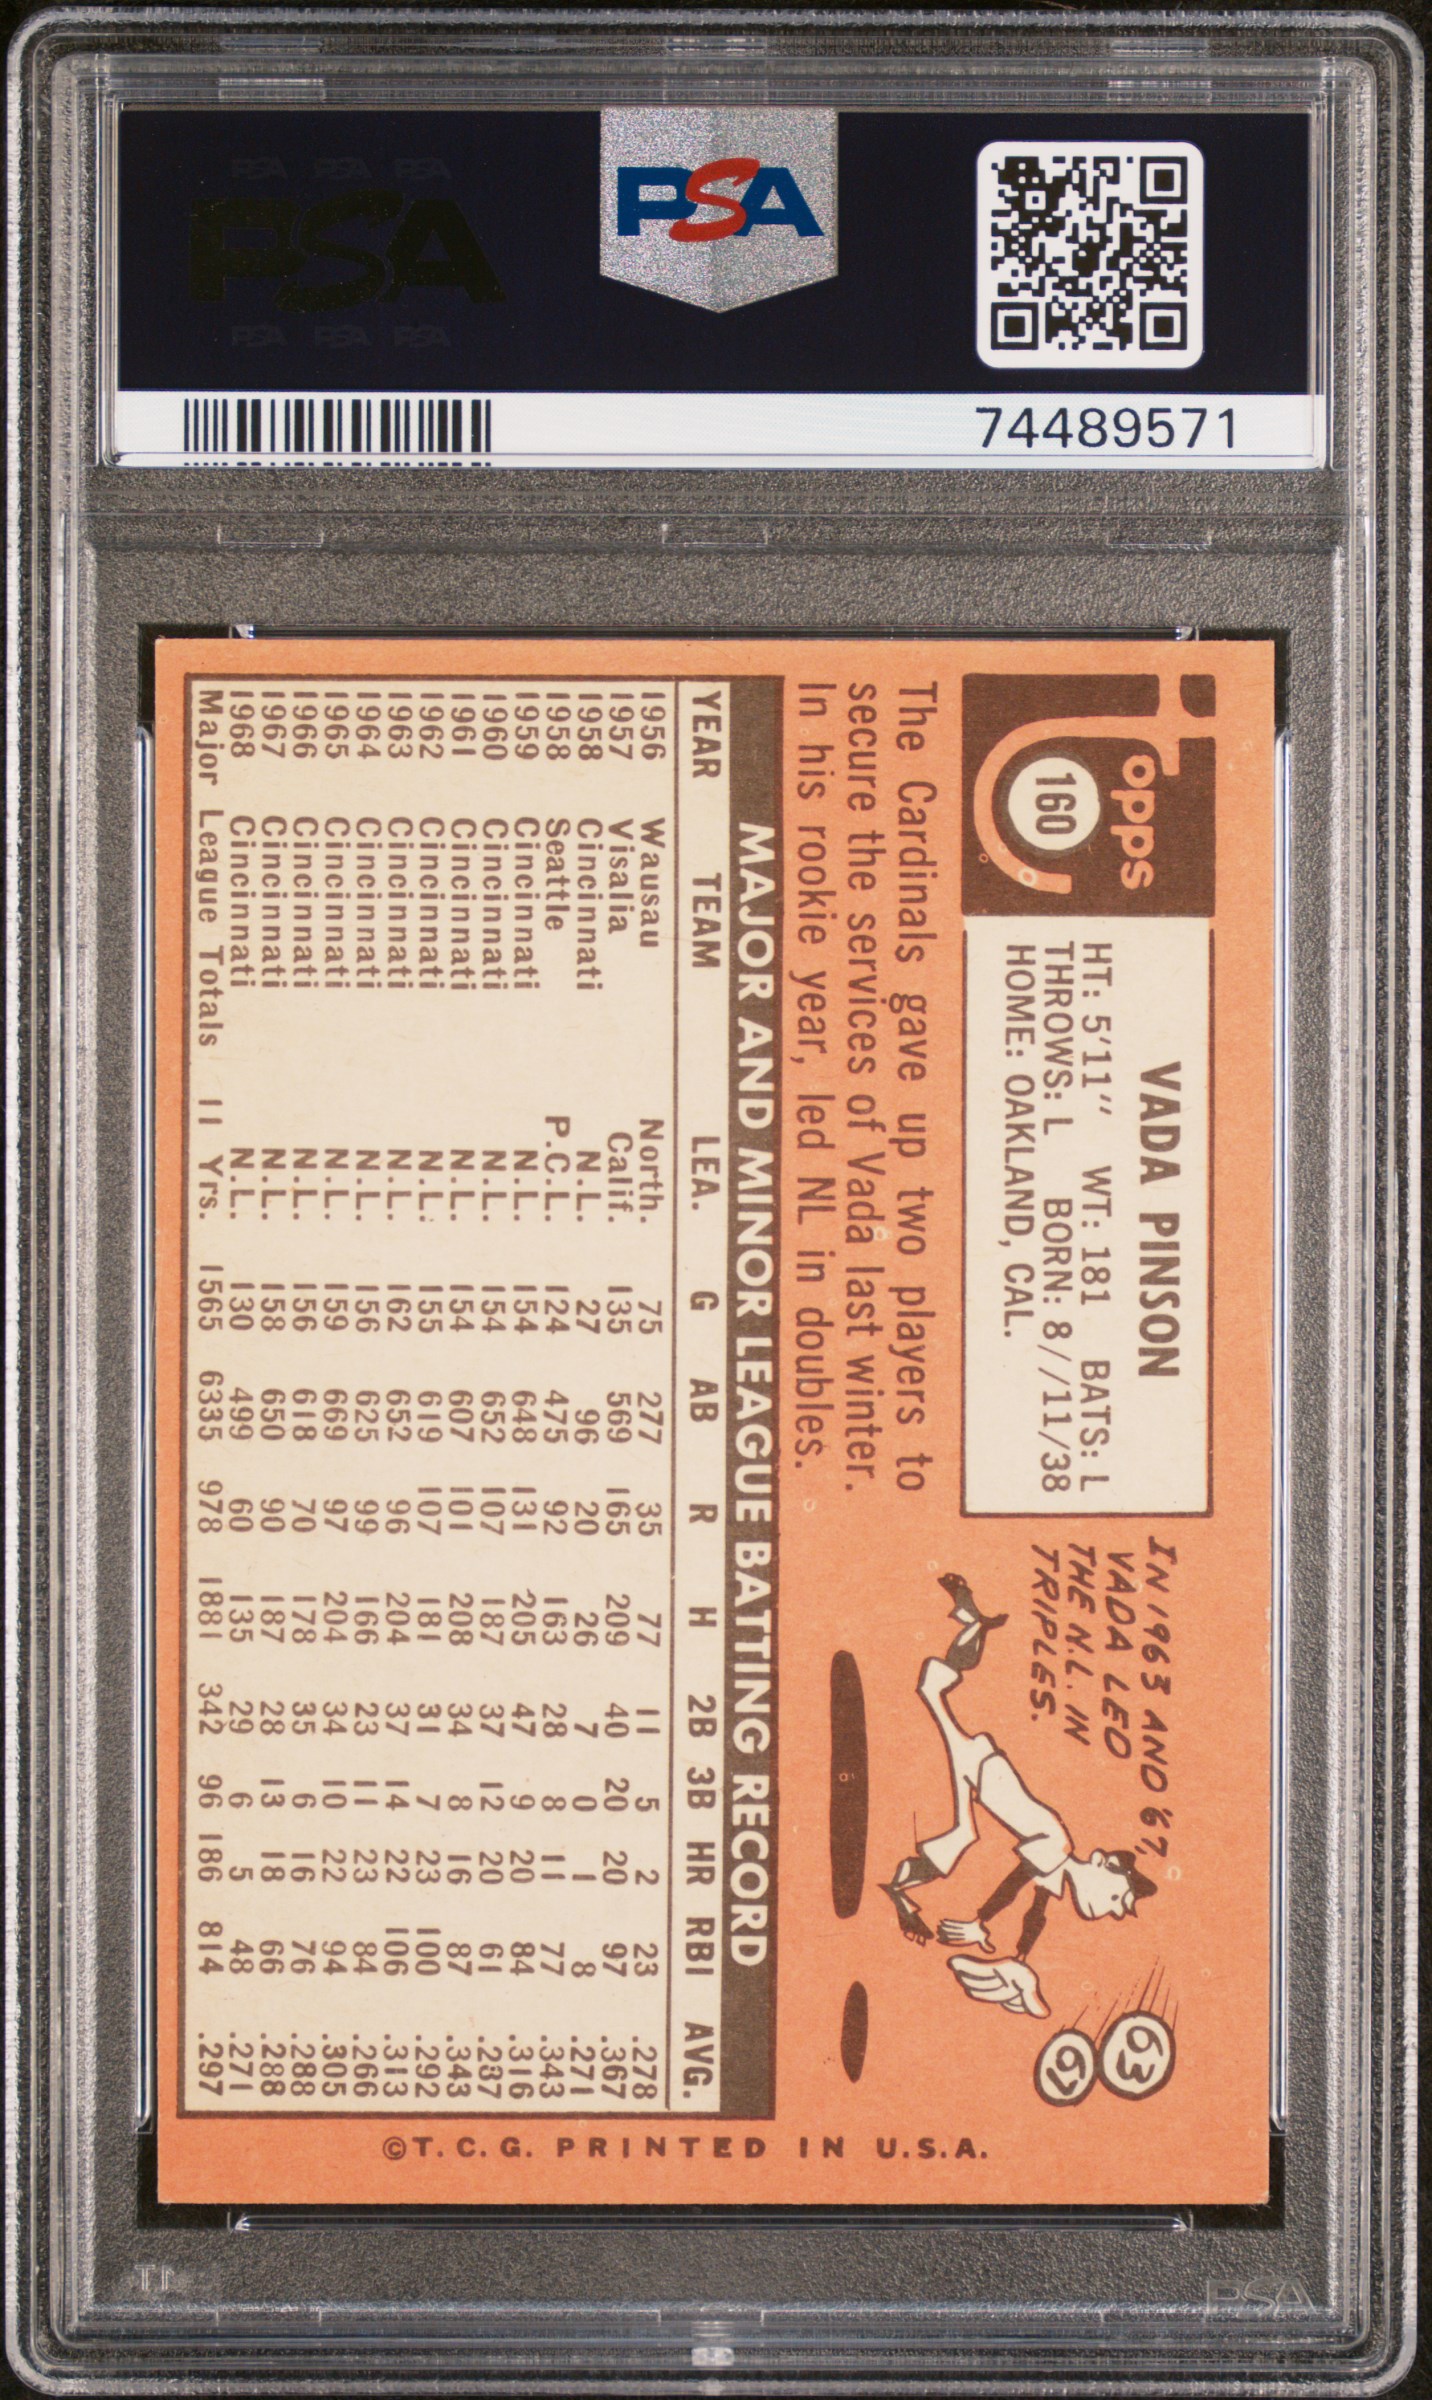 PSA PSA PSA
PSA
PSA PSA PSA
PSA
74489571
Topps
160
VADA PINSON
HT: 5'11" WT: 181 BATS: L
THROWS: L BORN: 8//11/38
HOME: OAKLAND, CAL.
IN 1963 AND '67,
VADA LED
THE N.L. IN
TRIPLES.
63
67
The Cardinals gave up two players to
secure the services of Vada last winter.
In his rookie year, led NL in doubles.
MAJOR AND MINOR LEAGUE BATTING RECORD
YEAR TEAM LEA. G AB R H 2B 3B HR RBI AVG.
1956 Wausau North. 75 277 35 77 11 5 2 23 .278
1957 Visalia Calif. 135 569 165 209 40 20 20 97 .367
1958 Cincinnati N.L. 27 96 20 26 7 0 1 8 .271
1958 Seattle P.C.L. 124 475 92 163 28 8 11 77 .343
1959 Cincinnati N.L. 154 648 131 205 47 9 20 84 .316
1960 Cincinnati N.L. 154 652 107 187 37 12 20 61 .287
1961 Cincinnati N.L. 154 607 101 208 34 8 16 87 .343
1962 Cincinnati N.L. 155 619 107 181 31 7 23 100 .292
1963 Cincinnati N.L. 162 652 96 204 37 14 22 106 .313
1964 Cincinnati N.L. 156 625 99 166 23 11 23 84 .266
1965 Cincinnati N.L. 159 669 97 204 34 10 22 94 .305
1966 Cincinnati N.L. 156 618 70 178 35 6 16 76 .288
1967 Cincinnati N.L. 158 650 90 187 28 13 18 66 .288
1968 Cincinnati N.L. 130 499 60 135 29 6 5 48 .271
Major League Totals 11 Yrs. 1565 6335 978 1881 342 96 186 814 .297
©T.C.G. PRINTED IN U.S.A.
PSA